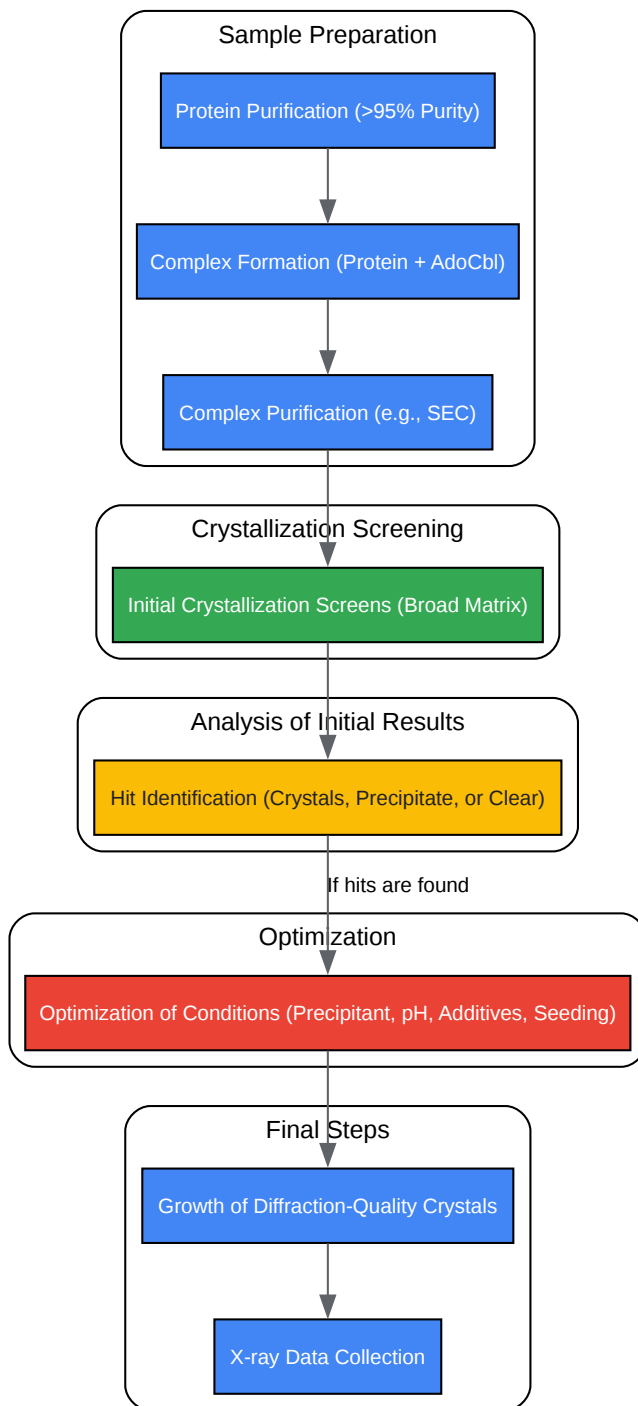 Sample Preparation
Protein Purification (>95% Purity)
Complex Formation (Protein + AdoCbl)
Complex Purification (e.g., SEC)
Crystallization Screening
Initial Crystallization Screens (Broad Matrix)
Analysis of Initial Results
Hit Identification (Crystals, Precipitate, or Clear)
If hits are found
Optimization
Optimization of Conditions (Precipitant, pH, Additives, Seeding)
Final Steps
Growth of Diffraction-Quality Crystals
X-ray Data Collection